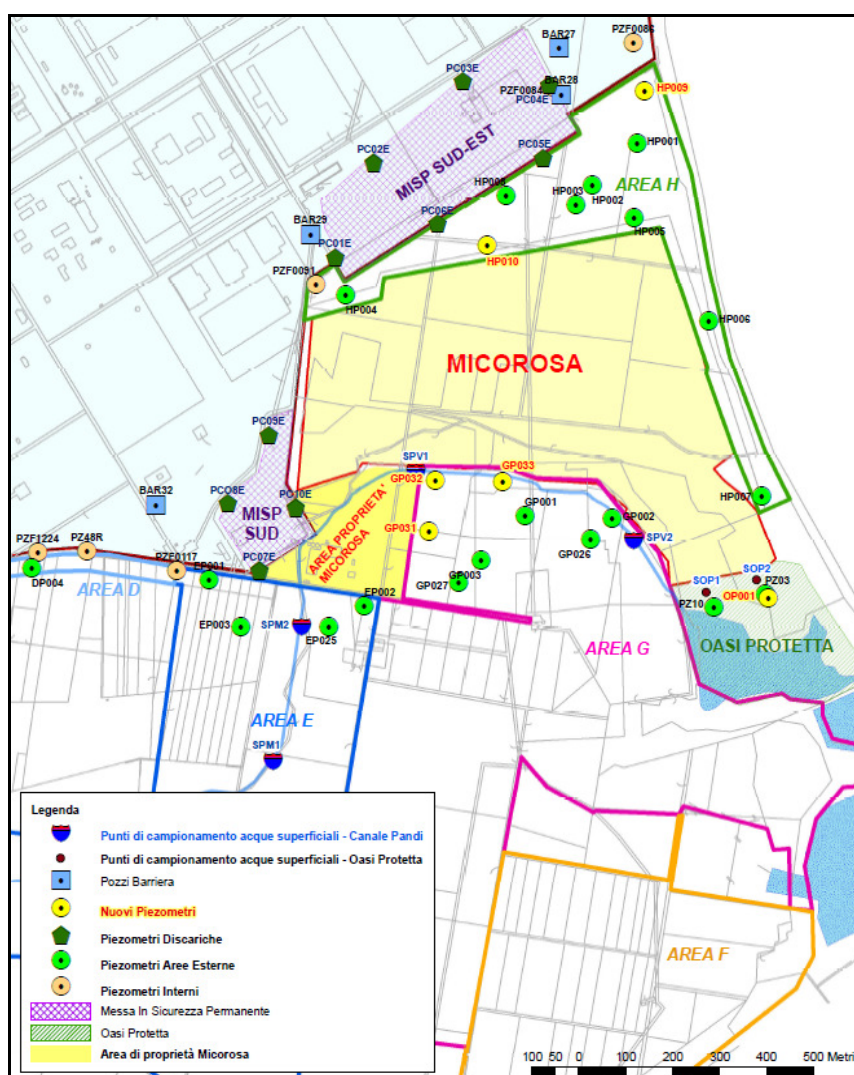 BAR27
PZF0086
PC03E
BAR28
PZF0084
PC04E
HP009
HP001
PC02E
PC05E
MISP SUD-EST
HP008
HP003
HP002
AREA H
PC06E
HP005
BAR29
PC01E
HP010
PZF0091
HP004
HP006
MICOROSA
PC09E
SPV1
GP032
GP033
HP007
PCO8E
PC10E
BAR32
MISP
SUD
AREA PROPRIETA'
MICOROSA
GP031
GP001
GP002
GP026
SPV2
PZF1224
PZ48R
PZF0117
PC07E
DP004
AREA D
EP001
EP002
GP027
GP003
SOP1
SOP2
PZ03
OP001
PZ10
EP003
SPM2
EP025
AREA G
OASI PROTETTA
AREA E
SPM1
AREA F
Legenda
Punti di campionamento acque superficiali - Canale Pandi
Punti di campionamento acque superficiali - Oasi Protetta
Pozzi Barriera
Nuovi Piezometri
Piezometri Discariche
Piezometri Aree Esterne
Piezometri Interni
Messa In Sicurezza Permanente
Oasi Protetta
Area di proprietà Micorosa
100 50 0 100 200 300 400 500 Metri